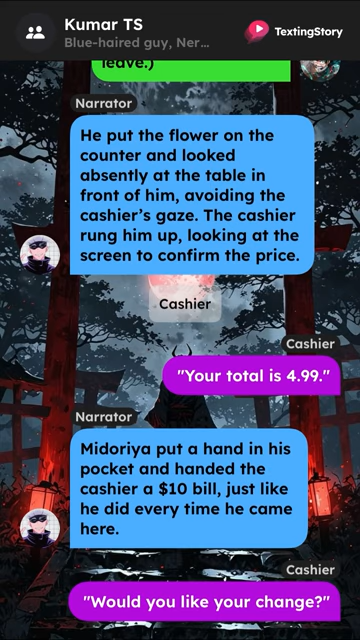 Kumar TS
Blue-haired guy, Ner...
TextingStory
leave.)
Narrator
He put the flower on the
counter and looked
absently at the table in
front of him, avoiding the
cashier’s gaze. The cashier
rung him up, looking at the
screen to confirm the price.
Cashier
Cashier
"Your total is 4.99."
Narrator
Midoriya put a hand in his
pocket and handed the
cashier a $10 bill, just like
he did every time he came
here.
Cashier
"Would you like your change?"